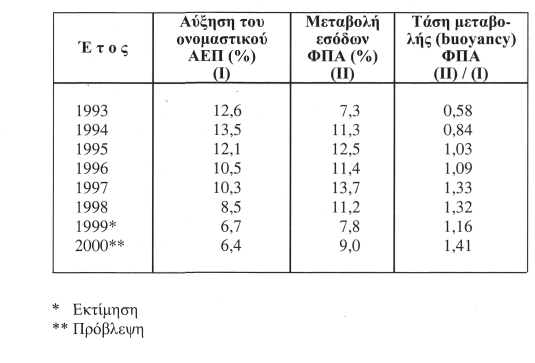 Έτος | Αύξηση του ονομαστικού ΑΕΠ (%) (I) | Μεταβολή εσόδων ΦΠΑ (%) (II) | Τάση μεταβο- λής (buoyancy) ΦΠΑ (II) / (I)
1993 12,6 7,3 0,58
1994 13,5 11,3 0,84
1995 12,1 12,5 1,03
1996 10,5 11,4 1,09
1997 10,3 13,7 1,33
1998 8,5 11,2 1,32
1999* 6,7 7,8 1,16
2000** 6,4 9,0 1,41
* Εκτίμηση
** Πρόβλεψη